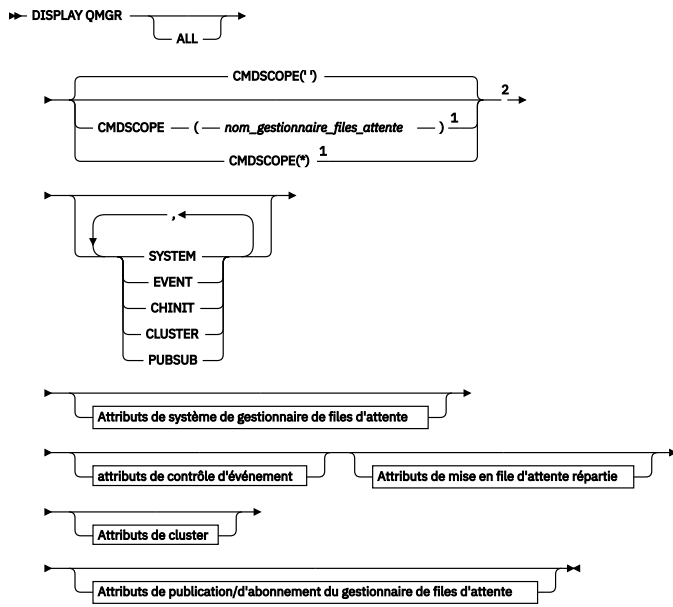 DISPLAY QMGR
ALL
CMDSCOPE(' ')
2
CMDSCOPE ( nom_gestionnaire_files_attente ) 1
CMDSCOPE(*) 1
,
SYSTEM
EVENT
CHINIT
CLUSTER
PUBSUB
Attributs de système de gestionnaire de files d'attente
attributs de contrôle d'événement Attributs de mise en file d'attente répartie
Attributs de cluster
Attributs de publication/d'abonnement du gestionnaire de files d'attente